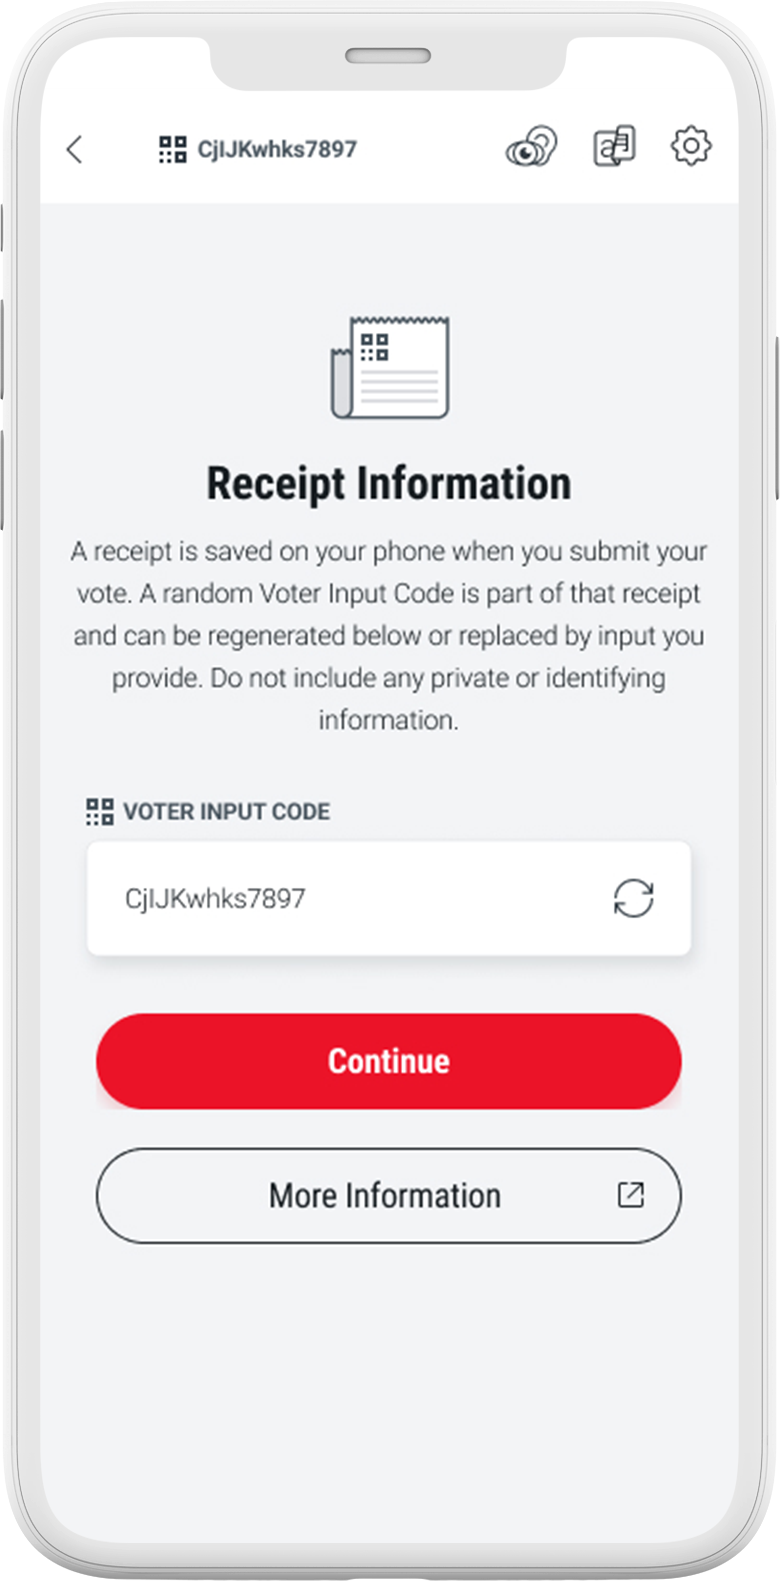 CjIJKwhks7897
Receipt Information
A receipt is saved on your phone when you submit your
vote. A random Voter Input Code is part of that receipt
and can be regenerated below or replaced by input you
provide. Do not include any private or identifying
information.
VOTER INPUT CODE
CjIJKwhks7897
Continue
More Information